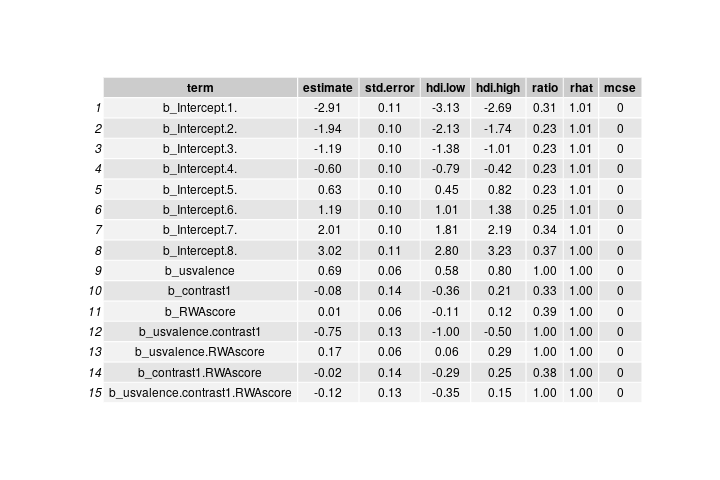 term estimate std.error hdi.low hdi.high ratio rhat mcse
1 b_Intercept.1. -2.91 0.11 -3.13 -2.69 0.31 1.01 0
2 b_Intercept.2. -1.94 0.10 -2.13 -1.74 0.23 1.01 0
3 b_Intercept.3. -1.19 0.10 -1.38 -1.01 0.23 1.01 0
4 b_Intercept.4. -0.60 0.10 -0.79 -0.42 0.23 1.01 0
5 b_Intercept.5. 0.63 0.10 0.45 0.82 0.23 1.01 0
6 b_Intercept.6. 1.19 0.10 1.01 1.38 0.25 1.01 0
7 b_Intercept.7. 2.01 0.10 1.81 2.19 0.34 1.01 0
8 b_Intercept.8. 3.02 0.11 2.80 3.23 0.37 1.00 0
9 b_usvalence 0.69 0.06 0.58 0.80 1.00 1.00 0
10 b_contrast1 -0.08 0.14 -0.36 0.21 0.33 1.00 0
11 b_RWAscore 0.01 0.06 -0.11 0.12 0.39 1.00 0
12 b_usvalence.contrast1 -0.75 0.13 -1.00 -0.50 1.00 1.00 0
13 b_usvalence.RWAscore 0.17 0.06 0.06 0.29 1.00 1.00 0
14 b_contrast1.RWAscore -0.02 0.14 -0.29 0.25 0.38 1.00 0
15 b_usvalence.contrast1.RWAscore -0.12 0.13 -0.35 0.15 1.00 1.00 0